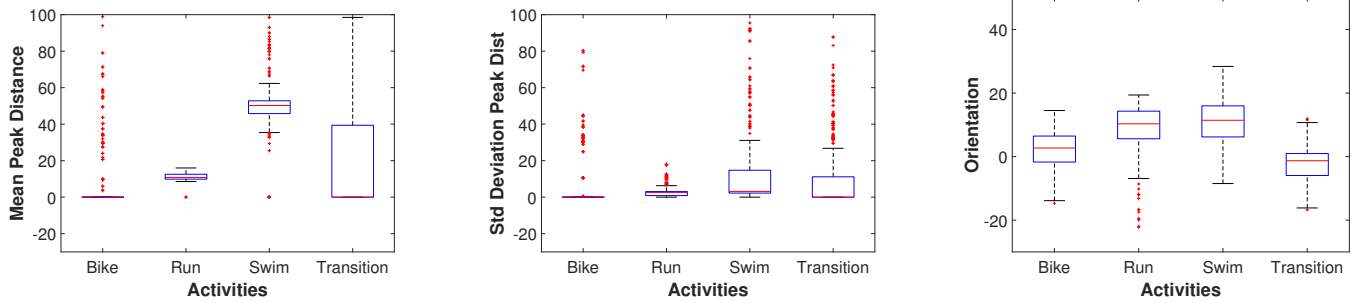 Mean Peak Distance
100
80
60
40
20
0
-20
Bike Run Swim Transition
Activities
Std Deviation Peak Dist
100
80
60
40
20
0
-20
Bike Run Swim Transition
Activities
Orientation
40
20
0
-20
Bike Run Swim Transition
Activities